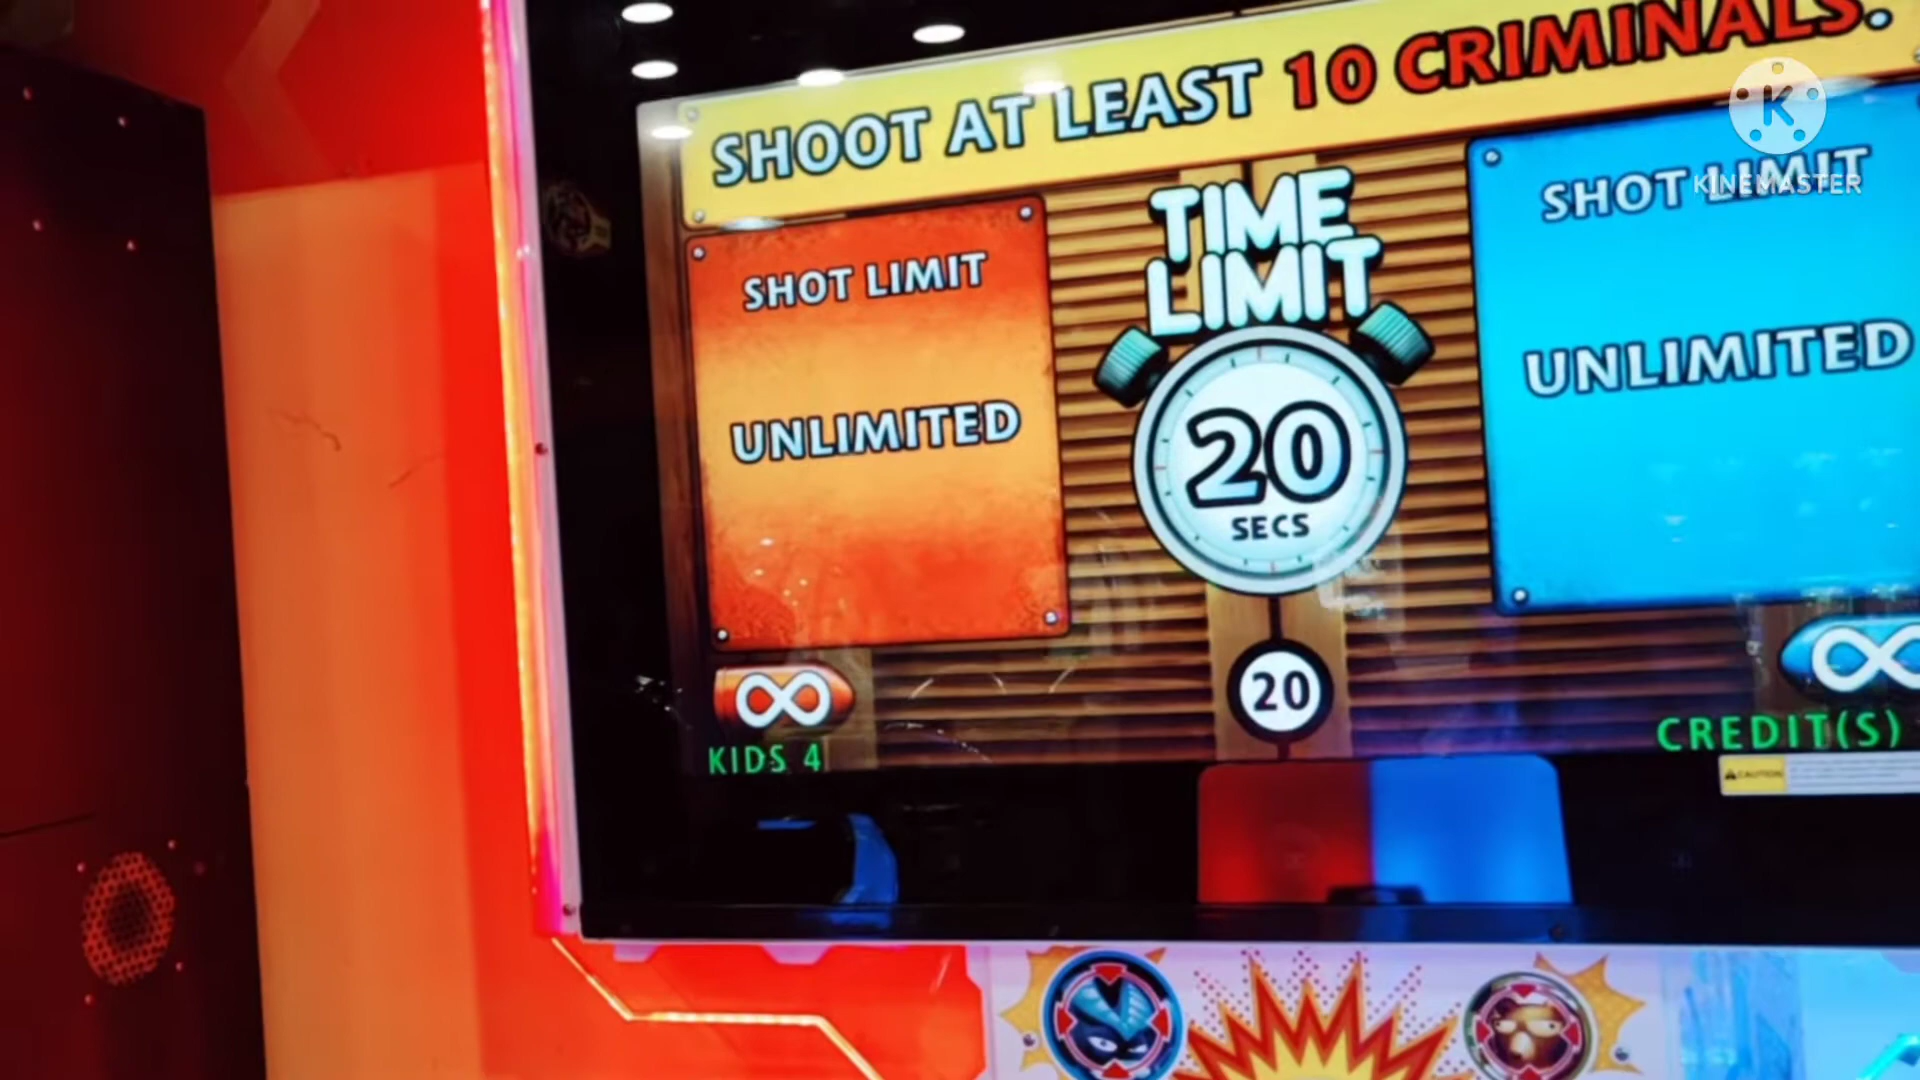 SHOOT AT LEAST 10 CRIMINALS.
K
KINEMASTER
SHOT LIMIT
UNLIMITED
TIME
LIMIT
20
SECS
SHOT LIMIT
UNLIMITED
20
KIDS 4
CREDIT(S)
CAUTION